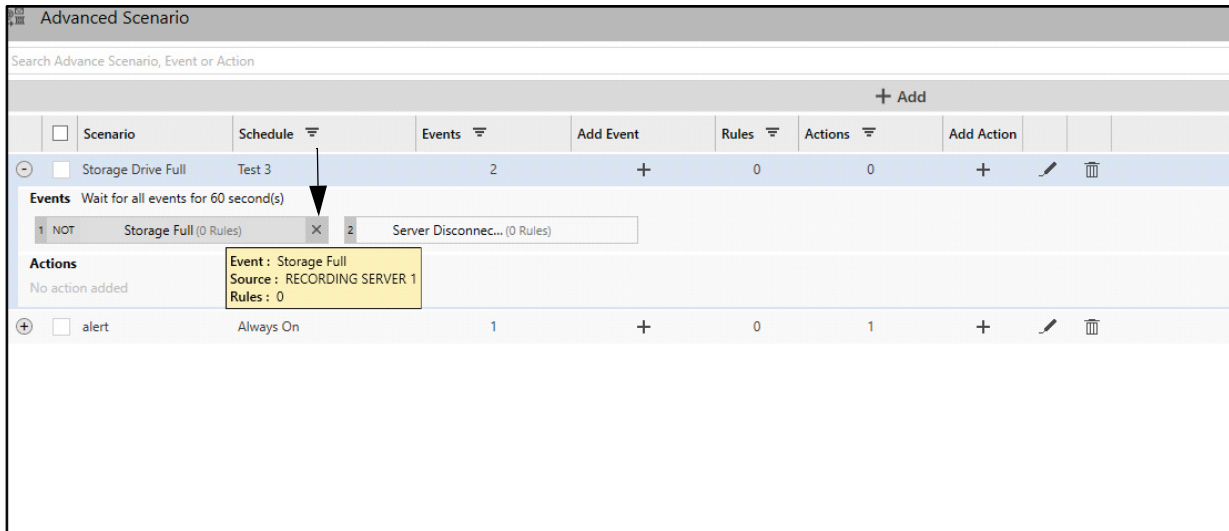 Advanced Scenario
Search Advance Scenario, Event or Action
+ Add
Scenario Schedule Events Add Event Rules Actions Add Action
Storage Drive Full Test 3 2 + 0 0 +
Events Wait for all events for 60 second(s)
1 NOT Storage Full (0 Rules) × 2 Server Disconnec... (0 Rules)
Event : Storage Full
Source : RECORDING SERVER 1
Rules : 0
Actions
No action added
alert Always On 1 + 0 1 +